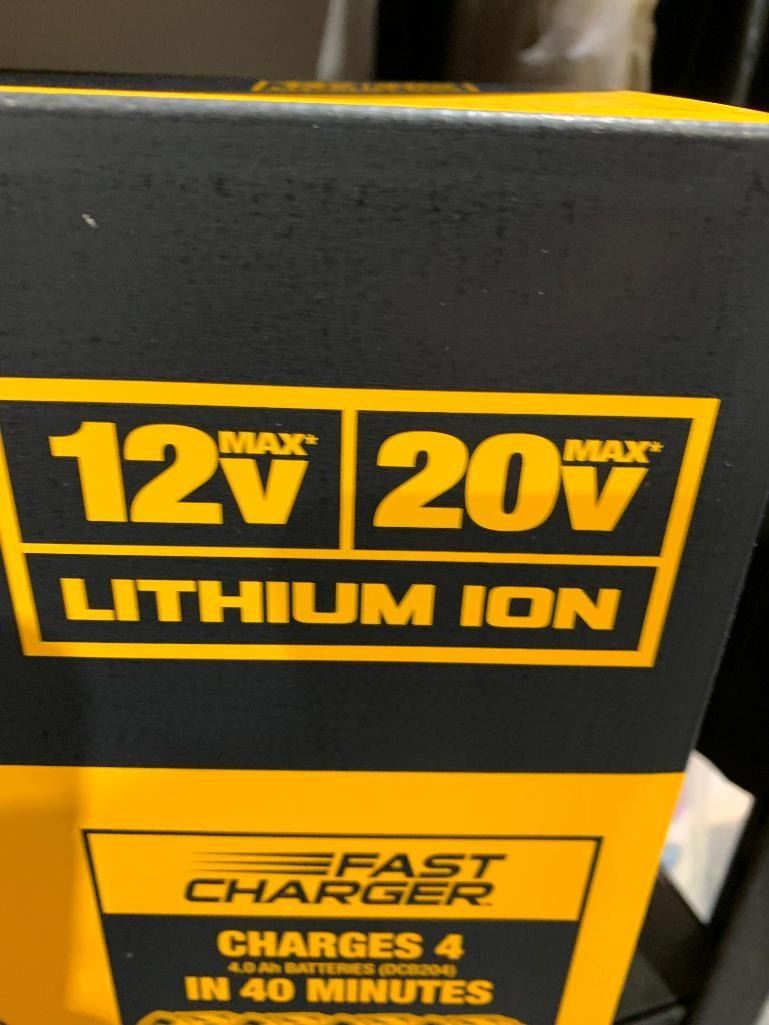 12V MAX* 20V MAX*
LITHIUM ION
FAST
CHARGER
CHARGES 4
4.0 Ah BATTERIES (DCB204)
IN 40 MINUTES